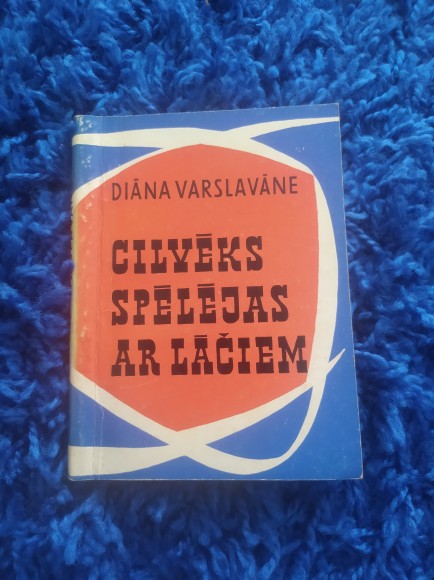 DIĀNA VARSLAVĀNE
CILVĒKS
SPĒLĒJAS
AR LĀČIEM